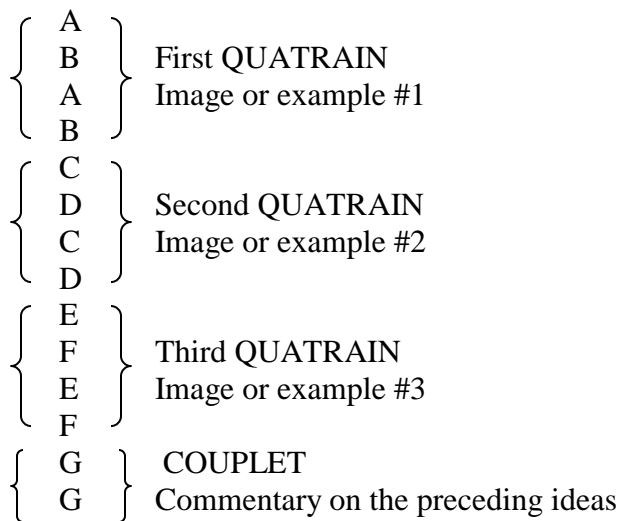 A
B First QUATRAIN
A Image or example #1
B
C
D Second QUATRAIN
C Image or example #2
D
E
F Third QUATRAIN
E Image or example #3
F
G COUPLET
G Commentary on the preceding ideas